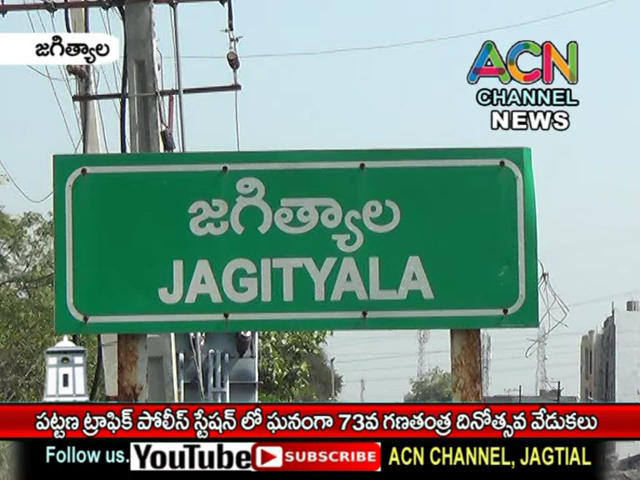 జగిత్యాల
ACN
CHANNEL
NEWS
జగిత్యాల
JAGITYALA
పట్టణ ట్రాఫిక్ పోలీస్ స్టేషన్ లో ఘనంగా 73వ గణతంత్ర దినోత్సవ వేడుకలు
Follow us. YouTube SUBSCRIBE ACN CHANNEL, JAGTIAL